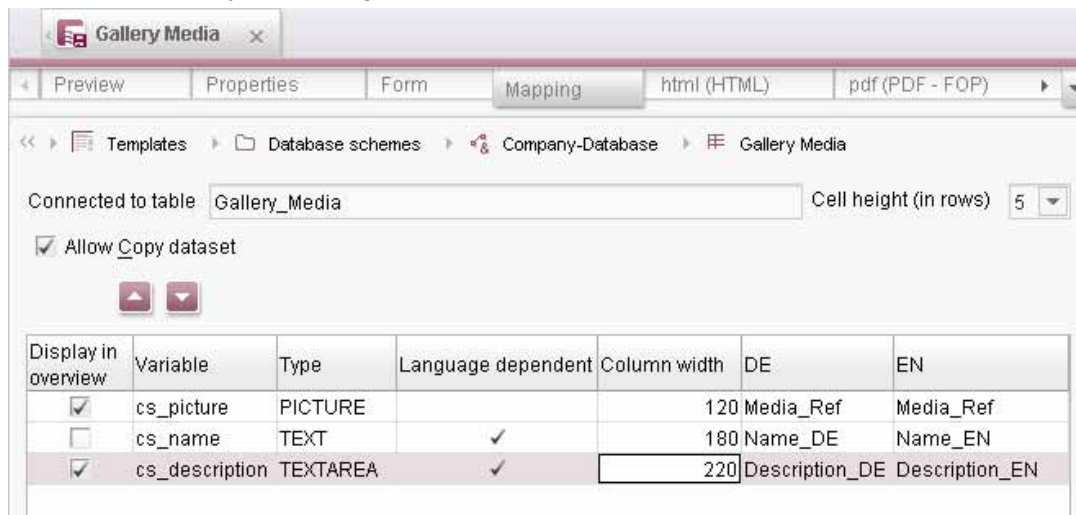 Gallery Media
Preview Properties Form Mapping html (HTML) pdf (PDF - FOP)
Templates Database schemes Company-Database Gallery Media
Connected to table Gallery_Media Cell height (in rows) 5
Allow Copy dataset
Display in overview Variable Type Language dependent Column width DE EN
cs_picture PICTURE 120 Media_Ref Media_Ref
cs_name TEXT ✓ 180 Name_DE Name_EN
cs_description TEXTAREA ✓ 220 Description_DE Description_EN